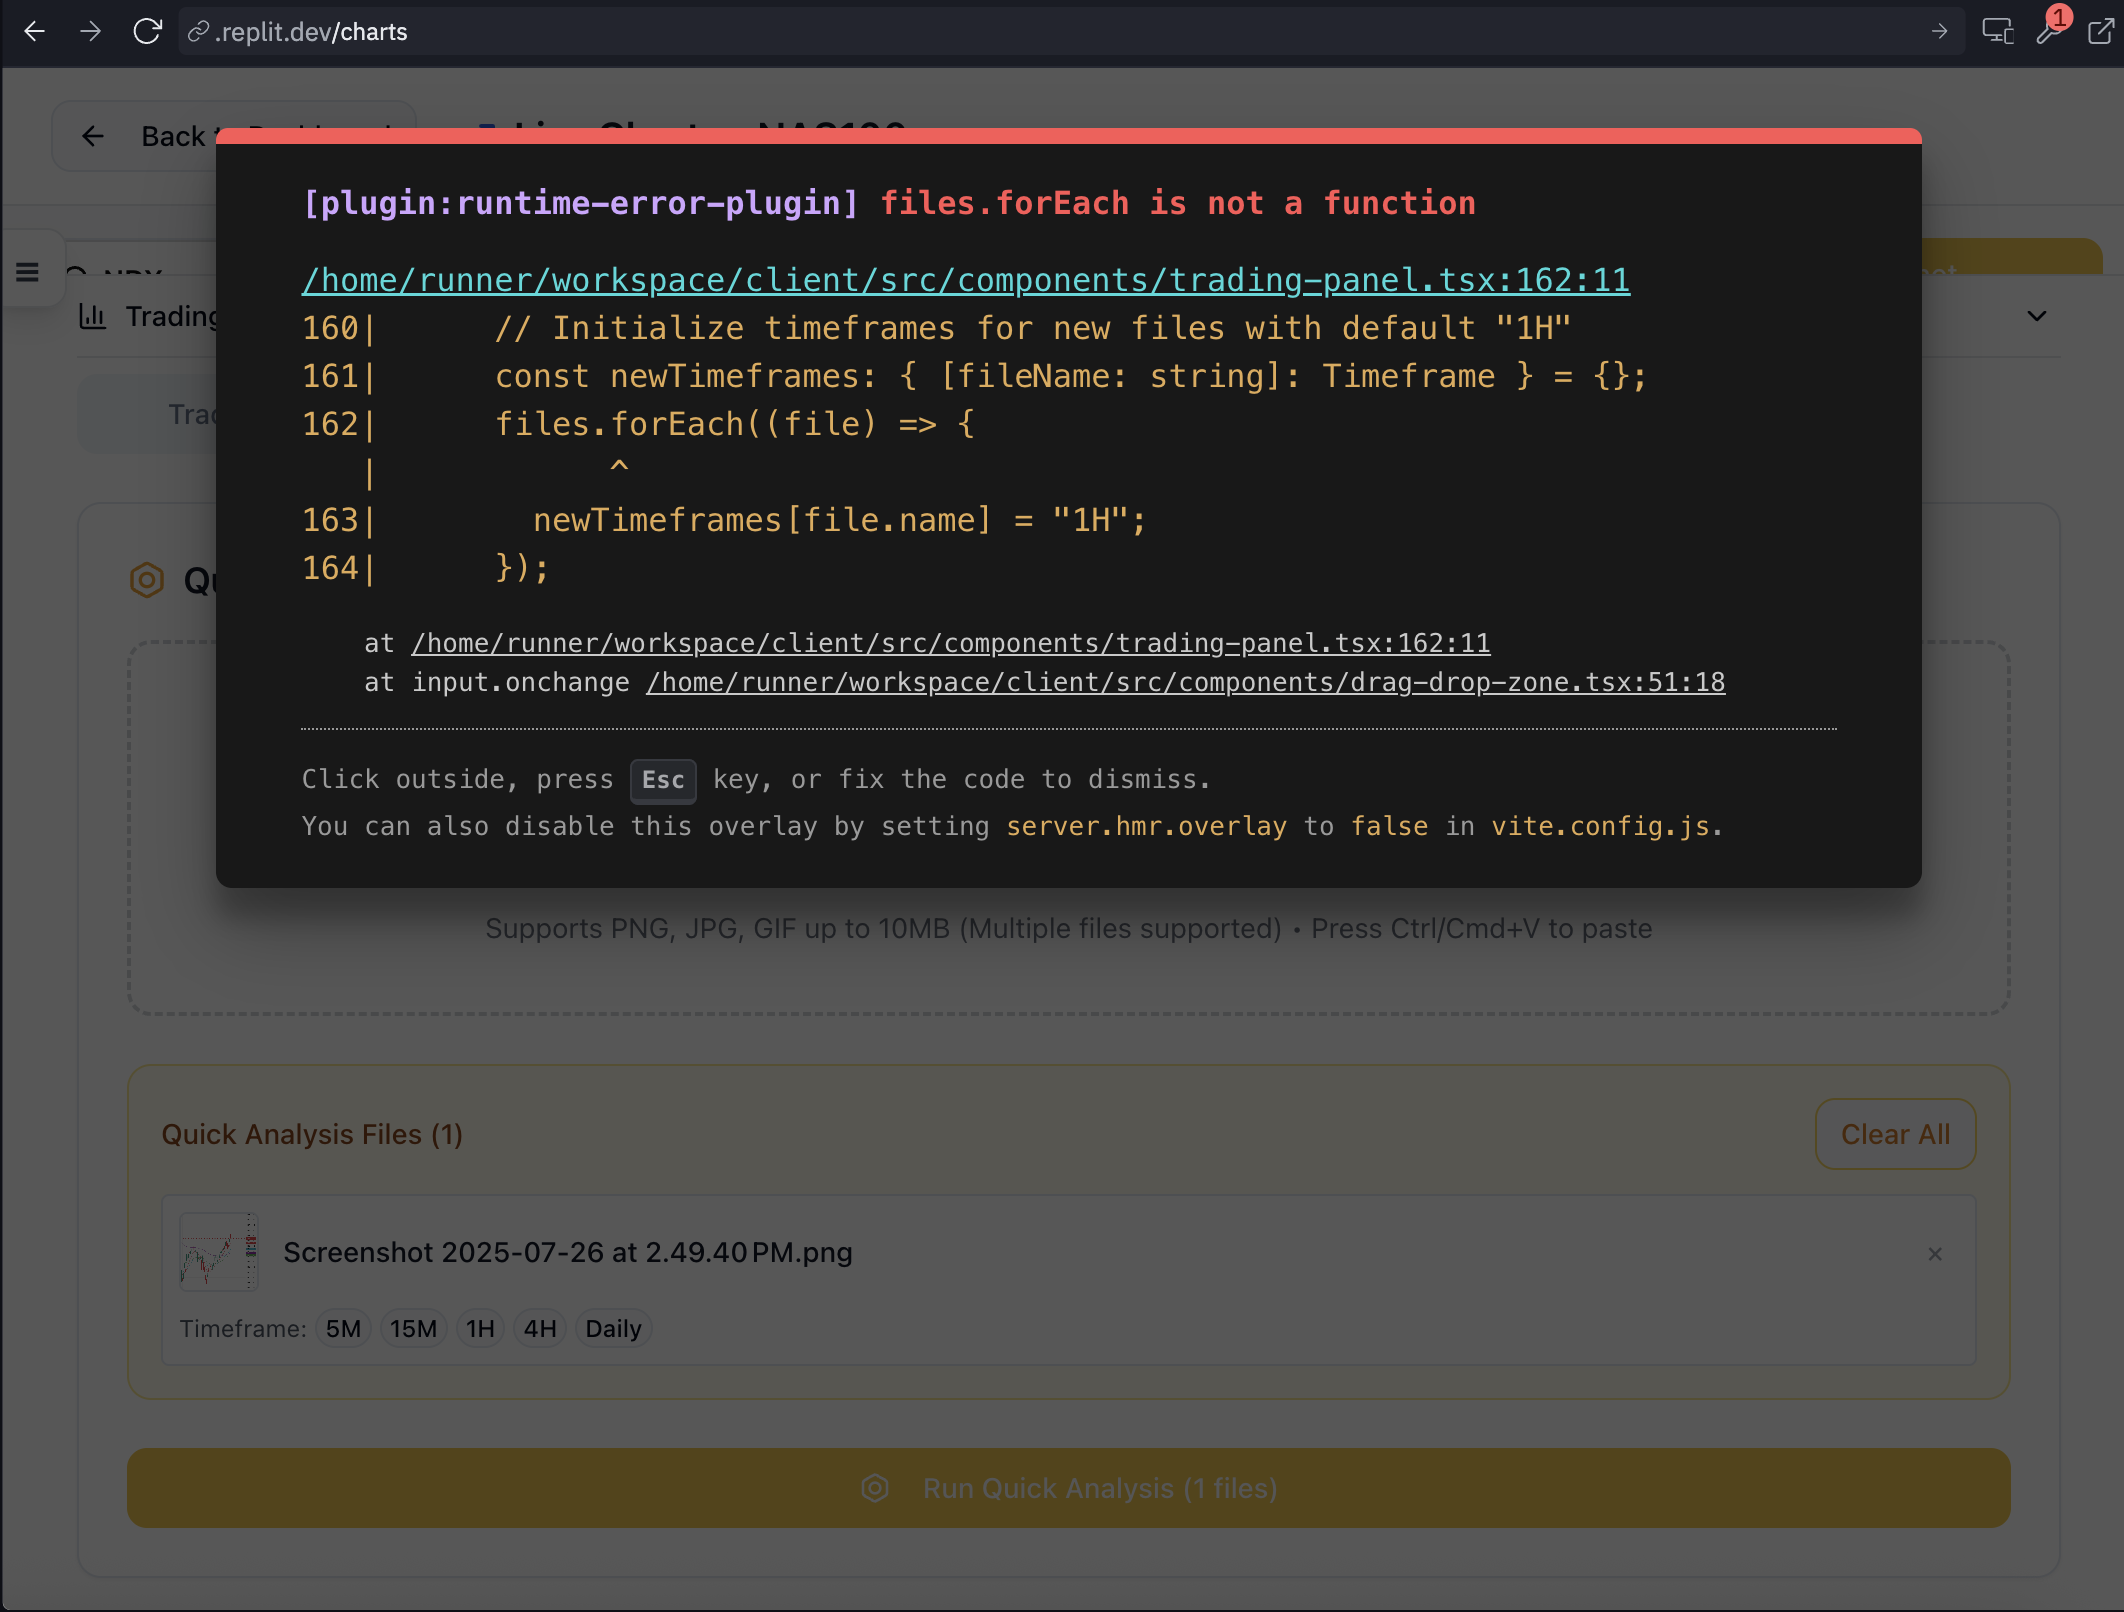 .replit.dev/charts
1
Back
[plugin:runtime-error-plugin] files.forEach is not a function
/home/runner/workspace/client/src/components/trading-panel.tsx:162:11
160|      // Initialize timeframes for new files with default "1H"
161|      const newTimeframes: { [fileName: string]: Timeframe } = {};
162|      files.forEach((file) => {
   |            ^
163|        newTimeframes[file.name] = "1H";
164|      });
at /home/runner/workspace/client/src/components/trading-panel.tsx:162:11
at input.onchange /home/runner/workspace/client/src/components/drag-drop-zone.tsx:51:18
Click outside, press Esc key, or fix the code to dismiss.
You can also disable this overlay by setting server.hmr.overlay to false in vite.config.js.
Trading
Supports PNG, JPG, GIF up to 10MB (Multiple files supported) • Press Ctrl/Cmd+V to paste
Quick Analysis Files (1)
Clear All
Screenshot 2025-07-26 at 2.49.40 PM.png
×
Timeframe: 5M 15M 1H 4H Daily
Run Quick Analysis (1 files)